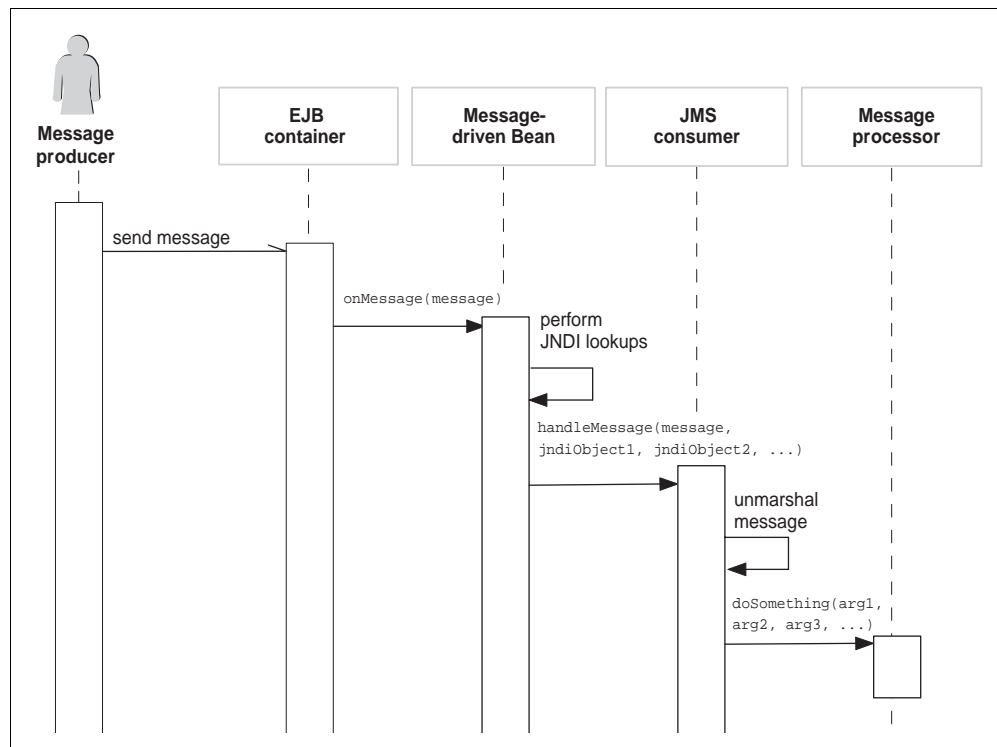 Message
producer
EJB
container
Message-
driven Bean
JMS
consumer
Message
processor
send message
onMessage(message)
perform
JNDI lookups
handleMessage(message,
jndiObject1, jndiObject2, ...)
unmarshal
message
doSomething(arg1,
arg2, arg3, ...)